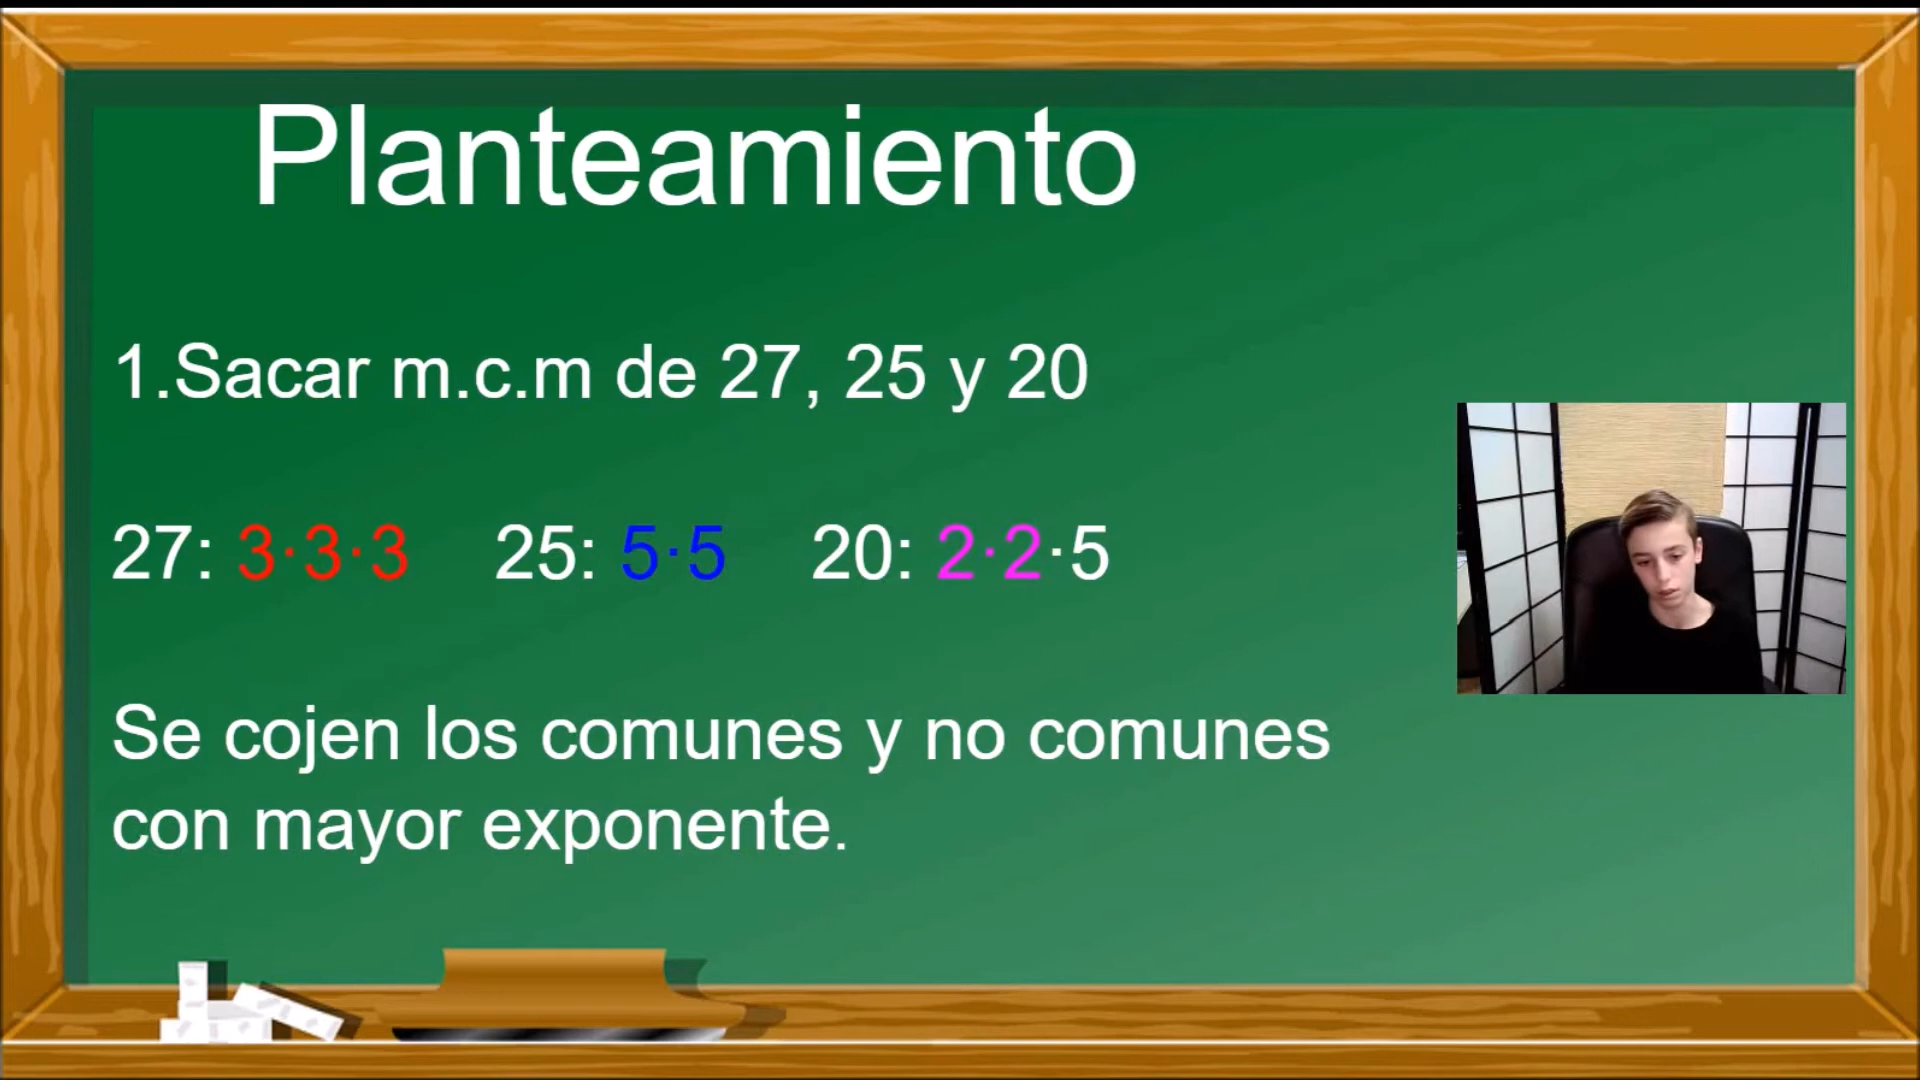 Planteamiento
1.Sacar m.c.m de 27, 25 y 20
27: 3·3·3 25: 5·5 20: 2·2·5
Se cojen los comunes y no comunes
con mayor exponente.